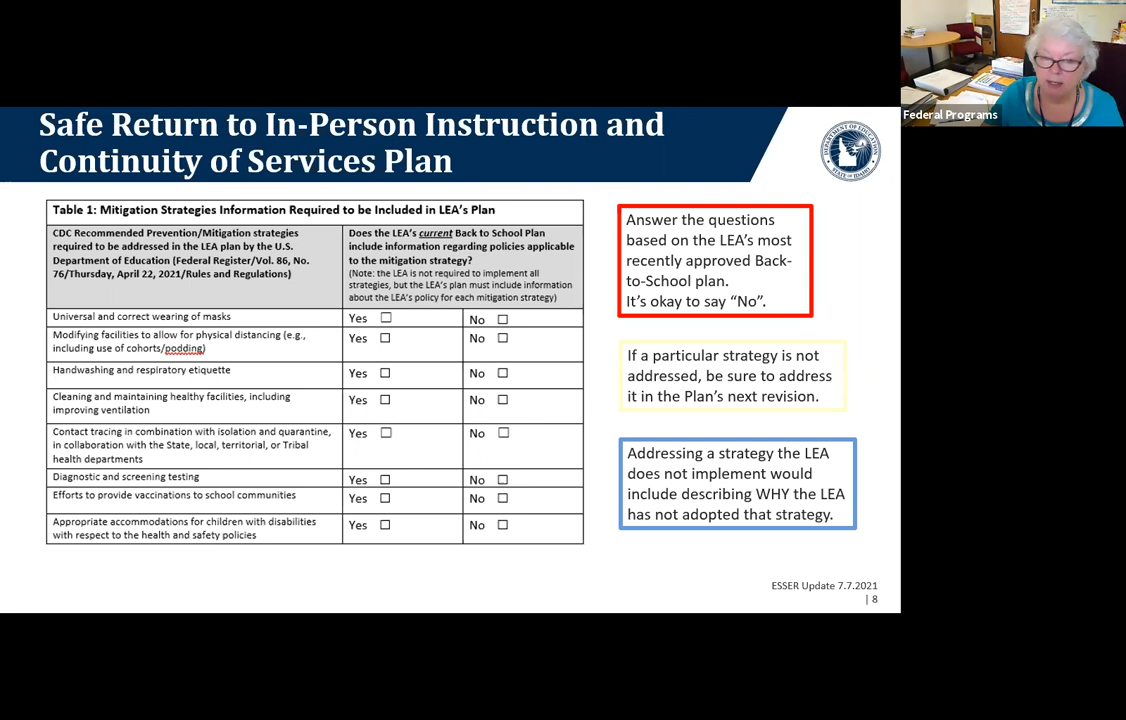 Federal Programs
Safe Return to In-Person Instruction and
Continuity of Services Plan
DEPARTMENT OF EDUCATION
STATE OF IDAHO
Table 1: Mitigation Strategies Information Required to be Included in LEA's Plan
CDC Recommended Prevention/Mitigation strategies
required to be addressed in the LEA plan by the U.S.
Department of Education (Federal Register/Vol. 86, No.
76/Thursday, April 22, 2021/Rules and Regulations)
Does the LEA's current Back to School Plan
include information regarding policies applicable
to the mitigation strategy?
(Note: the LEA is not required to implement all
strategies, but the LEA's plan must include information
about the LEA's policy for each mitigation strategy)
Universal and correct wearing of masks
Yes ☐ No ☐
Modifying facilities to allow for physical distancing (e.g.,
including use of cohorts/podding)
Yes ☐ No ☐
Handwashing and respiratory etiquette
Yes ☐ No ☐
Cleaning and maintaining healthy facilities, including
improving ventilation
Yes ☐ No ☐
Contact tracing in combination with isolation and quarantine,
in collaboration with the State, local, territorial, or Tribal
health departments
Yes ☐ No ☐
Diagnostic and screening testing
Yes ☐ No ☐
Efforts to provide vaccinations to school communities
Yes ☐ No ☐
Appropriate accommodations for children with disabilities
with respect to the health and safety policies
Yes ☐ No ☐
Answer the questions
based on the LEA's most
recently approved Back-
to-School plan.
It's okay to say "No".
If a particular strategy is not
addressed, be sure to address
it in the Plan's next revision.
Addressing a strategy the LEA
does not implement would
include describing WHY the LEA
has not adopted that strategy.
ESSER Update 7.7.2021
| 8